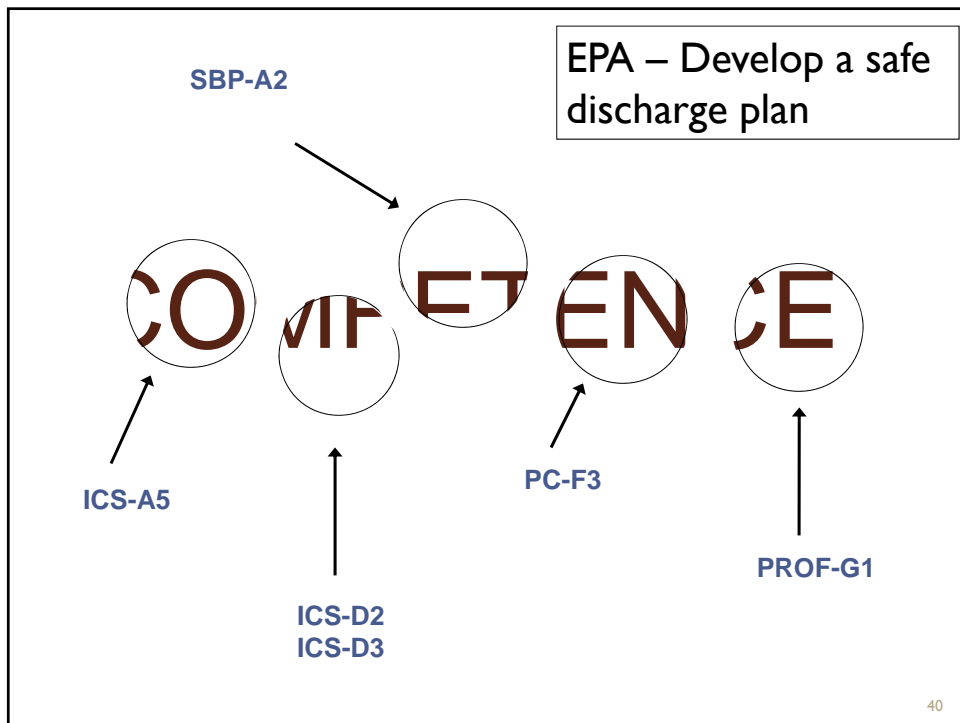 EPA – Develop a safe
discharge plan
SBP-A2
COMPETENCE
ICS-A5
PC-F3
PROF-G1
ICS-D2
ICS-D3
40